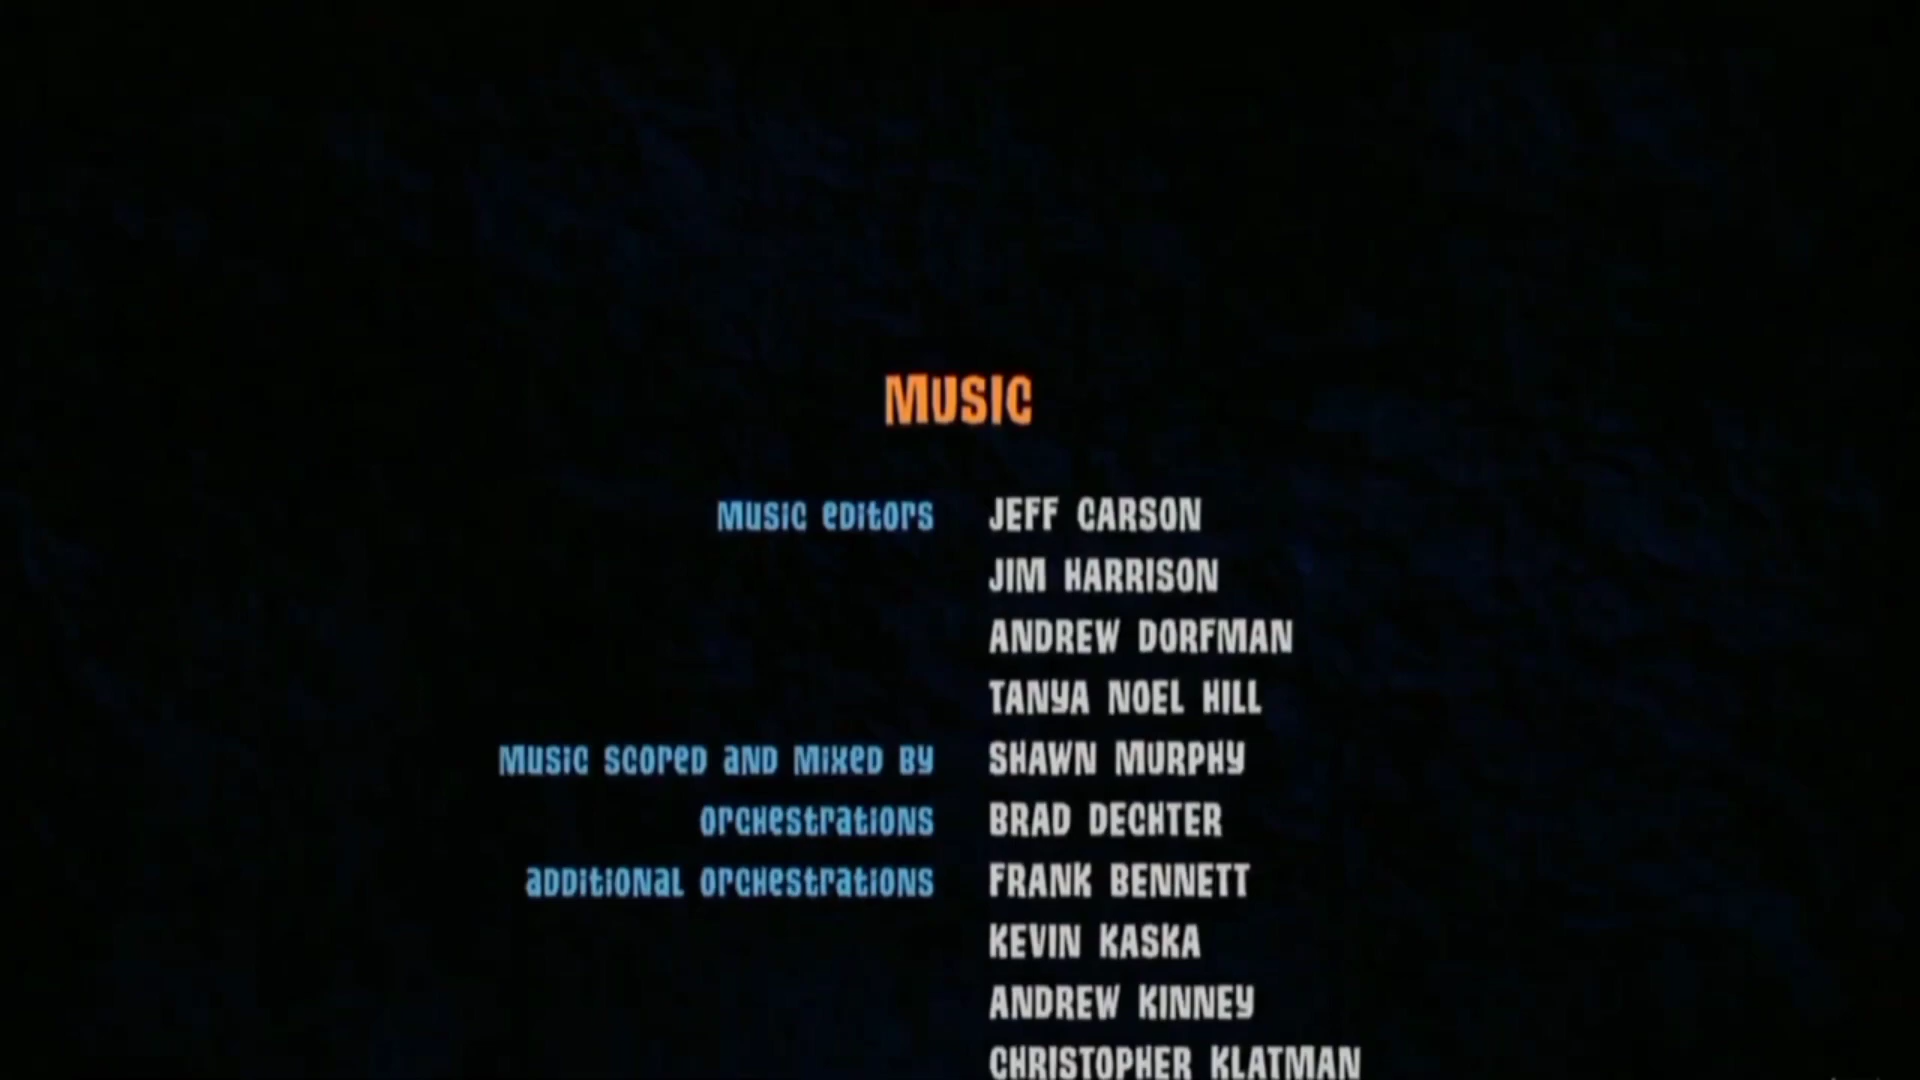 MUSIC
Music editors JEFF CARSON
JIM HARRISON
ANDREW DORFMAN
TANYA NOEL HILL
Music scored and mixed by SHAWN MURPHY
orchestrations BRAD DECHTER
additional orchestrations FRANK BENNETT
KEVIN KASKA
ANDREW KINNEY
CHRISTOPHER KLATMAN